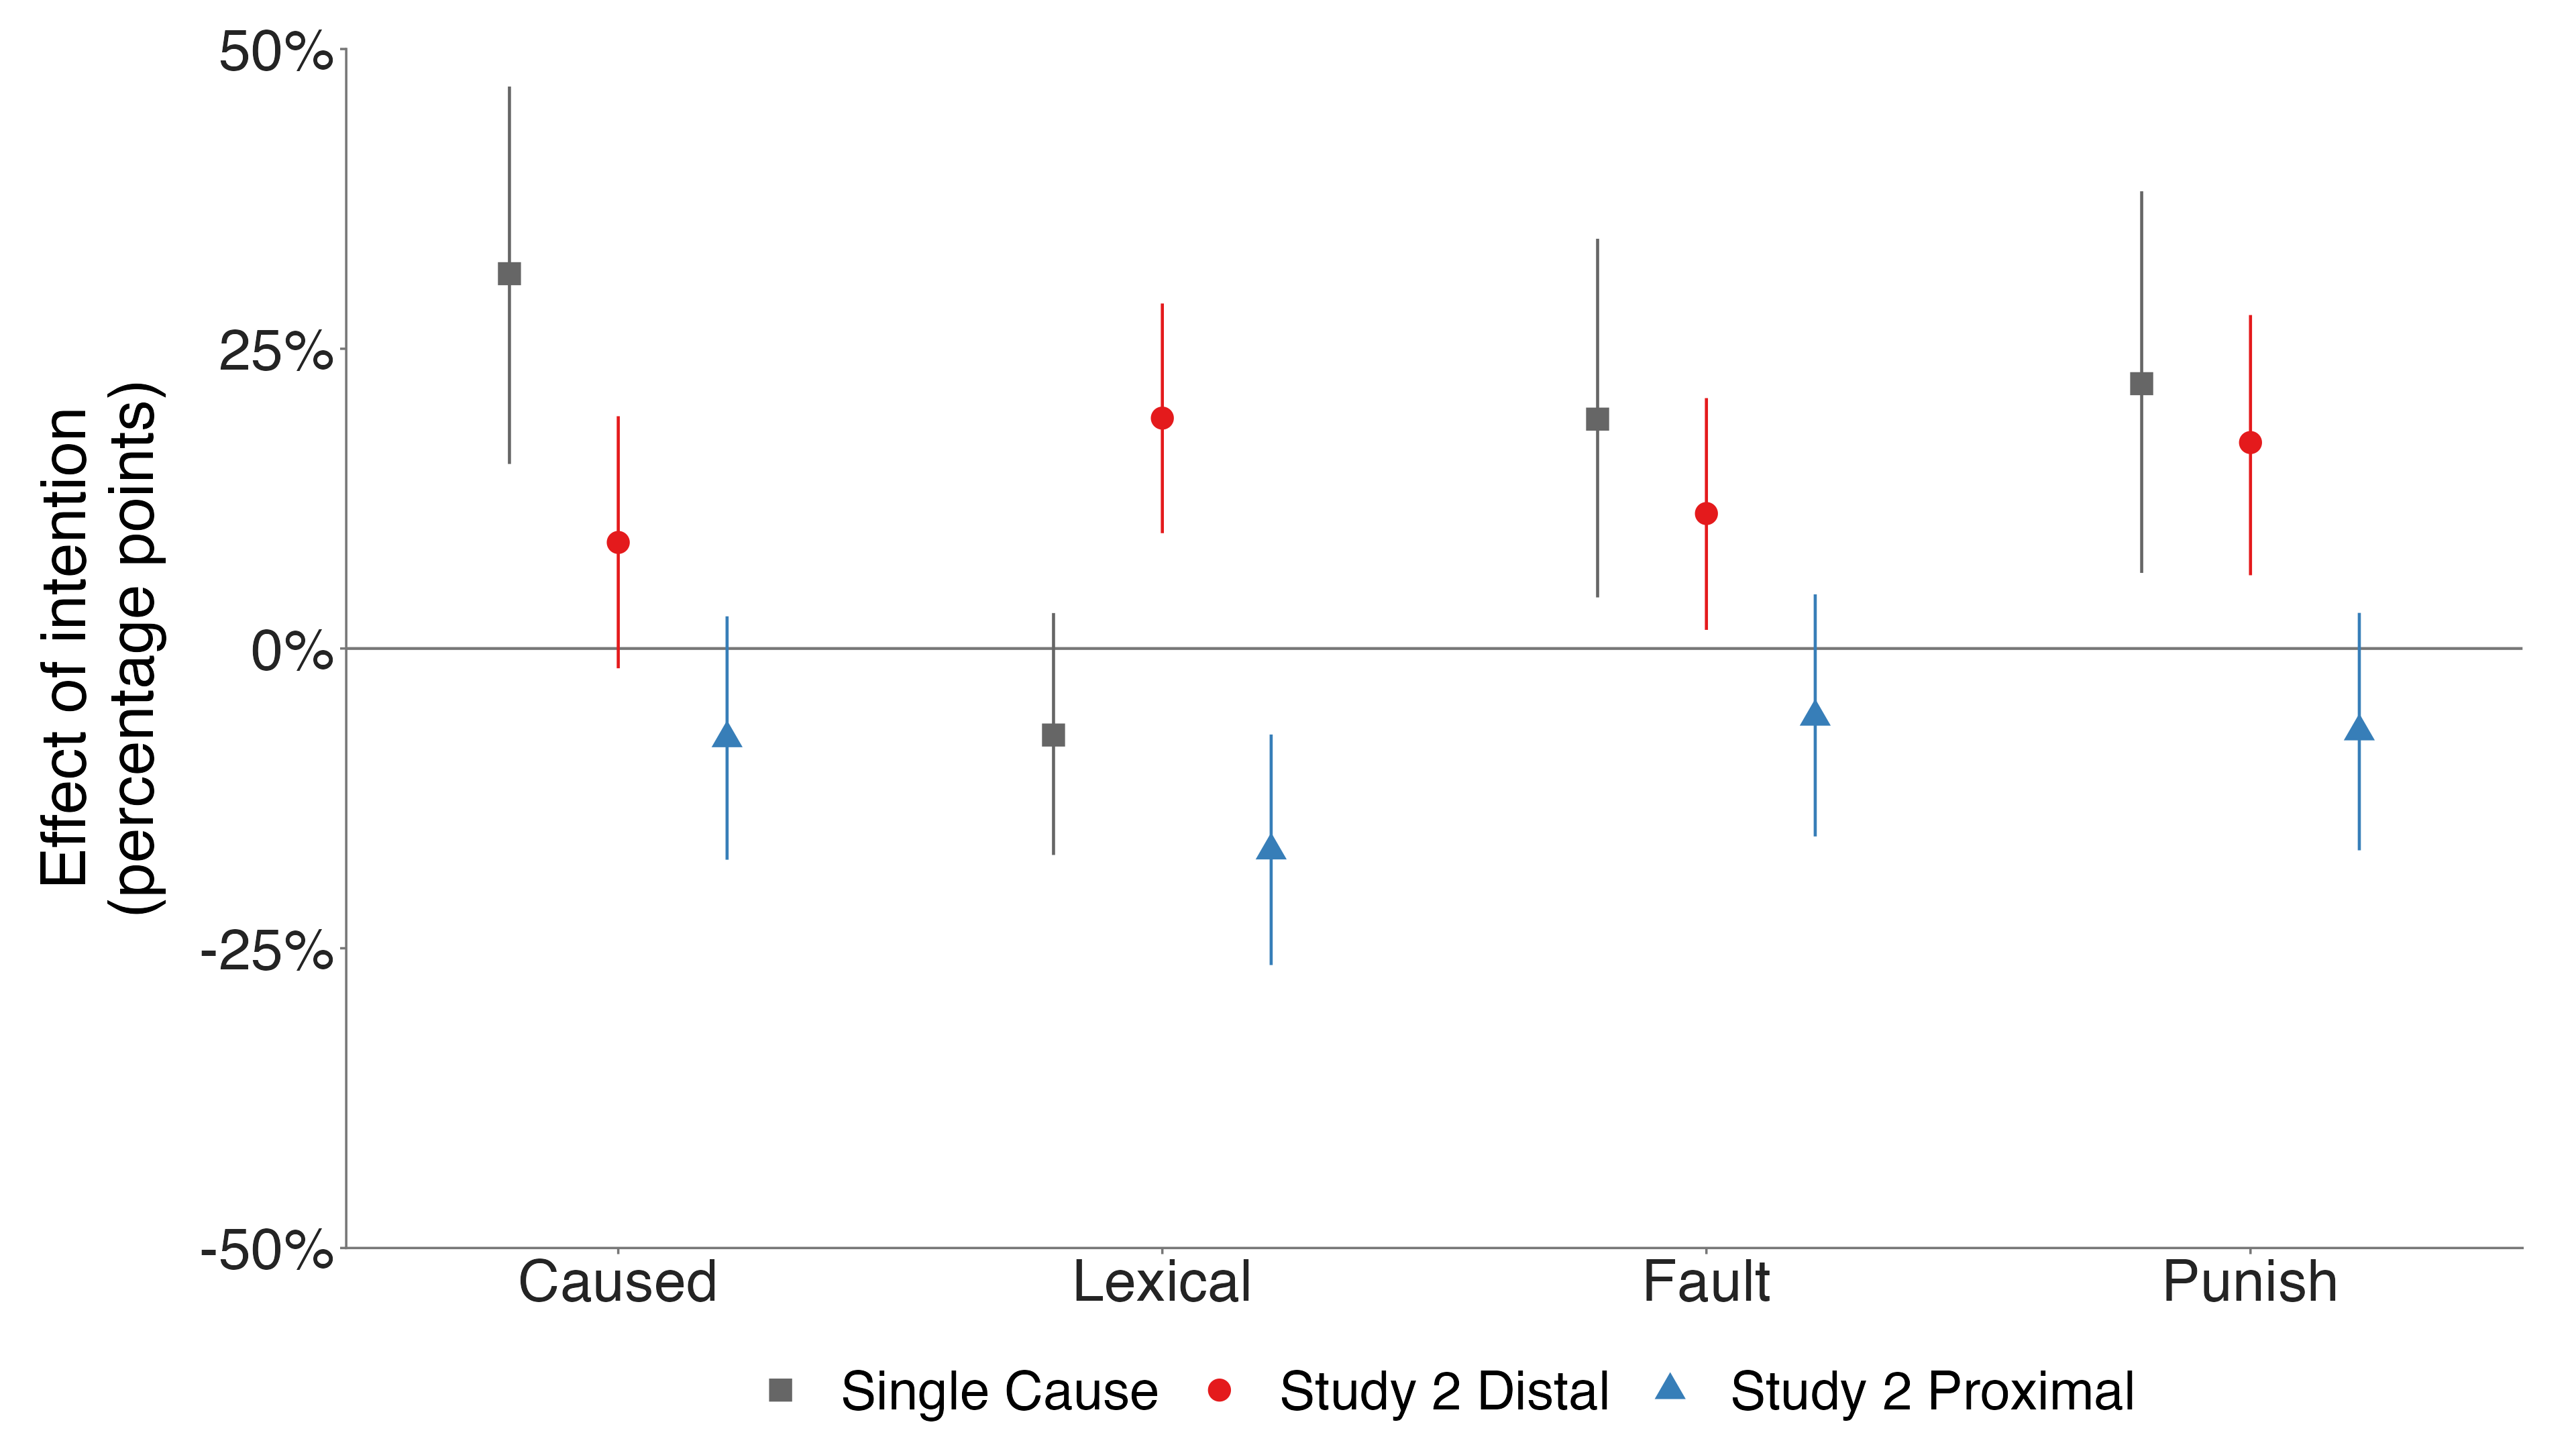 50%
25%
0%
-25%
-50%
Effect of intention
(percentage points)
Caused Lexical Fault Punish
Single Cause Study 2 Distal Study 2 Proximal